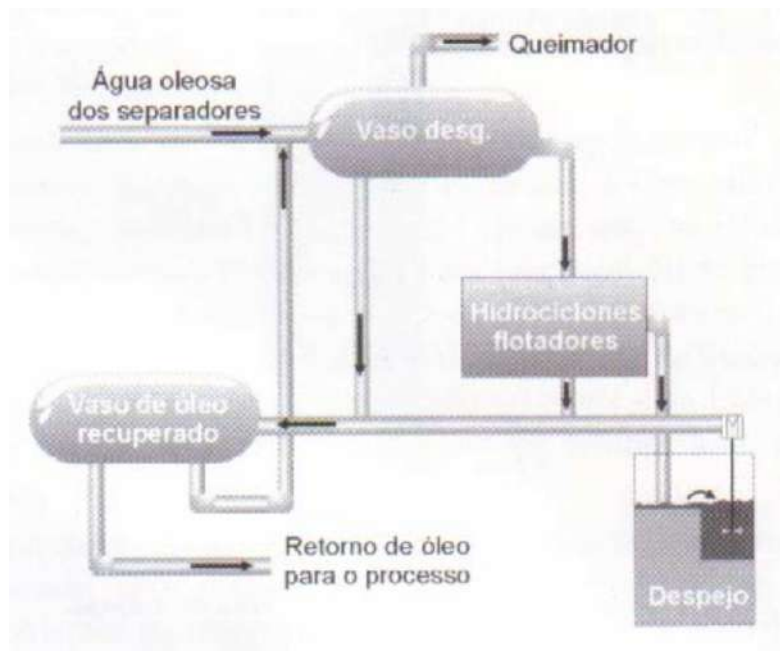 Queimador
Água oleosa
dos separadores
Vaso desg.
Hidrociclones
flotadores
Vaso de óleo
recuperado
M
Retorno de óleo
para o processo
Despejo